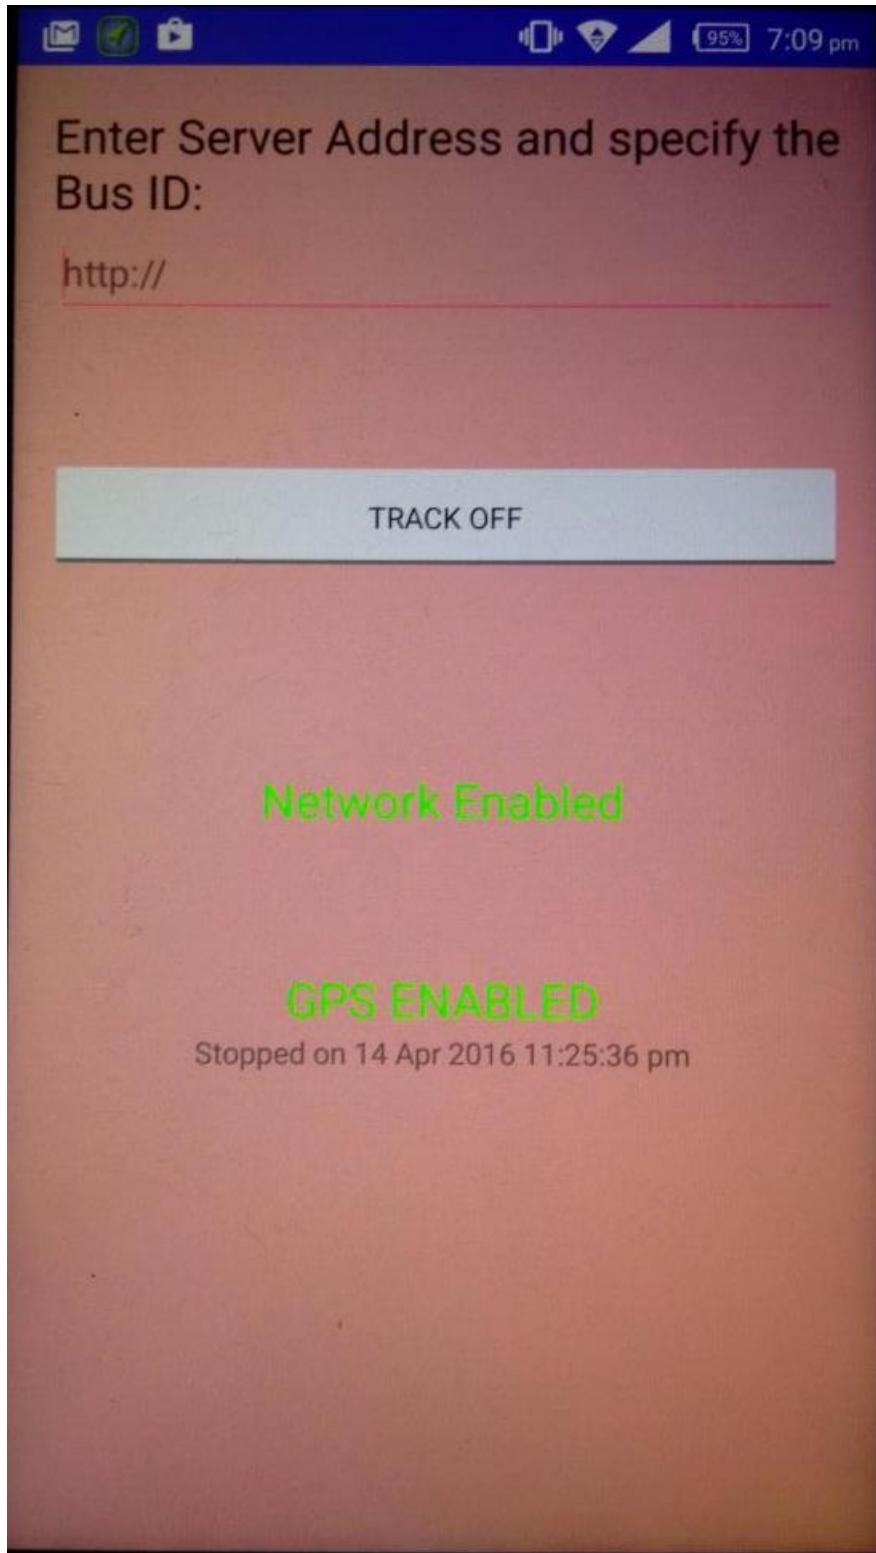 95% 7:09 pm
Enter Server Address and specify the
Bus ID:
http://
TRACK OFF
Network Enabled
GPS ENABLED
Stopped on 14 Apr 2016 11:25:36 pm